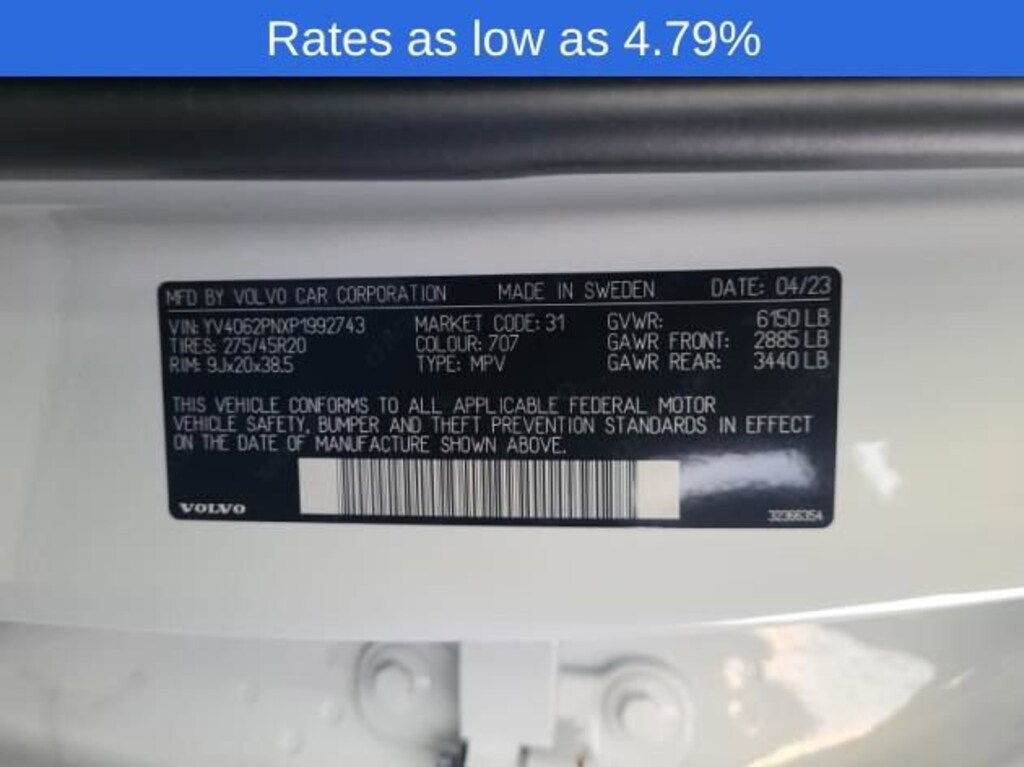 Rates as low as 4.79%
MFD BY VOLVO CAR CORPORATION MADE IN SWEDEN DATE: 04/23
VIN: YV4062PNXP1992743 MARKET CODE: 31 GVWR: 6150 LB
TIRES: 275/45R20 COLOUR: 707 GAWR FRONT: 2885 LB
RIM: 9Jx20x38.5 TYPE: MPV GAWR REAR: 3440 LB
THIS VEHICLE CONFORMS TO ALL APPLICABLE FEDERAL MOTOR
VEHICLE SAFETY, BUMPER AND THEFT PREVENTION STANDARDS IN EFFECT
ON THE DATE OF MANUFACTURE SHOWN ABOVE.
VOLVO 32366354